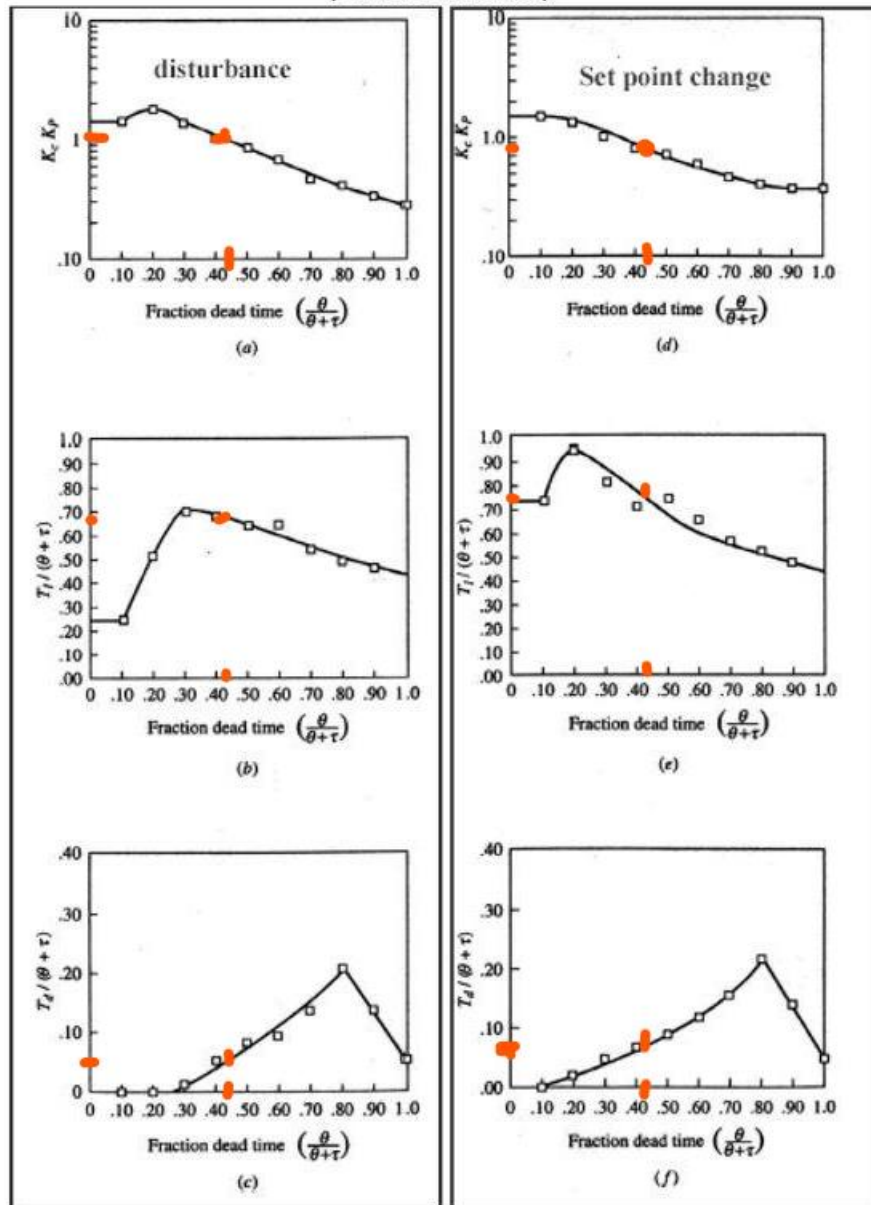 disturbance
10
1
.10
K_c K_P
0 .10 .20 .30 .40 .50 .60 .70 .80 .90 1.0
Fraction dead time (θ/(θ+τ))
(a)
1.0
.90
.80
.70
.60
.50
.40
.30
.20
.10
.00
T_I / (θ + τ)
0 .10 .20 .30 .40 .50 .60 .70 .80 .90 1.0
Fraction dead time (θ/(θ+τ))
(b)
.40
.30
.20
.10
0
T_d / (θ + τ)
0 .10 .20 .30 .40 .50 .60 .70 .80 .90 1.0
Fraction dead time (θ/(θ+τ))
(c)
Set point change
10
1.0
.10
K_c K_P
0 .10 .20 .30 .40 .50 .60 .70 .80 .90 1.0
Fraction dead time (θ/(θ+τ))
(d)
1.0
.90
.80
.70
.60
.50
.40
.30
.20
.10
.00
T_I / (θ + τ)
0 .10 .20 .30 .40 .50 .60 .70 .80 .90 1.0
Fraction dead time (θ/(θ+τ))
(e)
.40
.30
.20
.10
.00
T_d / (θ + τ)
0 .10 .20 .30 .40 .50 .60 .70 .80 .90 1.0
Fraction dead time (θ/(θ+τ))
(f)